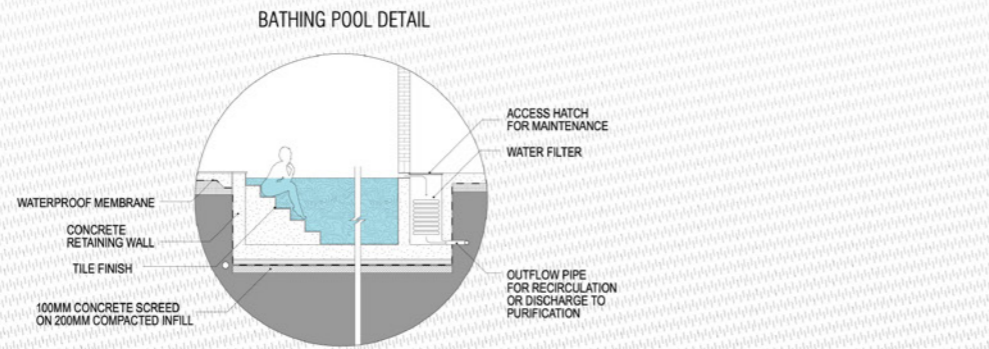 BATHING POOL DETAIL
ACCESS HATCH
FOR MAINTENANCE
WATER FILTER
WATERPROOF MEMBRANE
CONCRETE
RETAINING WALL
TILE FINISH
100MM CONCRETE SCREED
ON 200MM COMPACTED INFILL
OUTFLOW PIPE
FOR RECIRCULATION
OR DISCHARGE TO
PURIFICATION